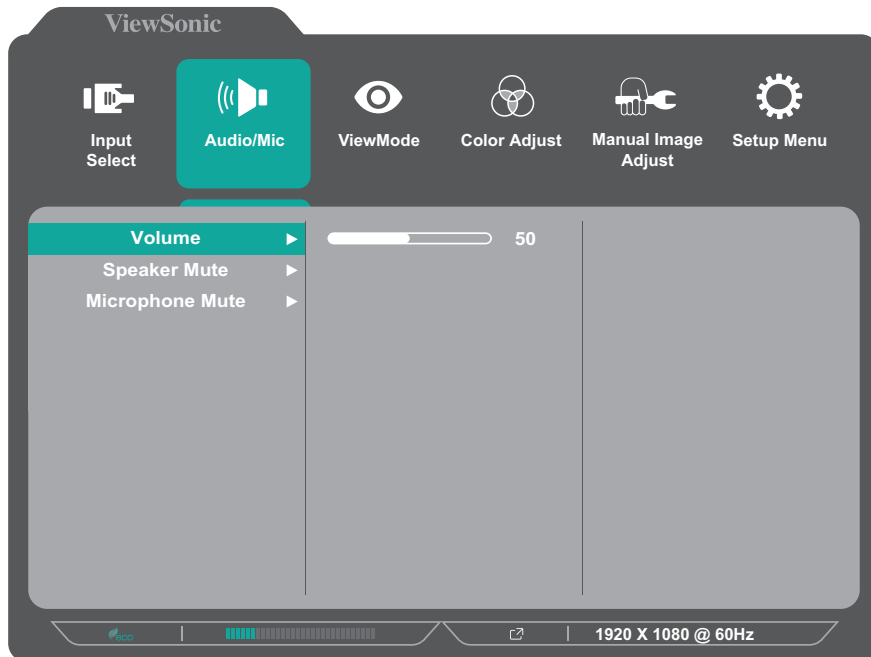 ViewSonic
Input
Select
Audio/Mic
ViewMode
Color Adjust
Manual Image
Adjust
Setup Menu
Volume
50
Speaker Mute
Microphone Mute
eco
1920 X 1080 @ 60Hz